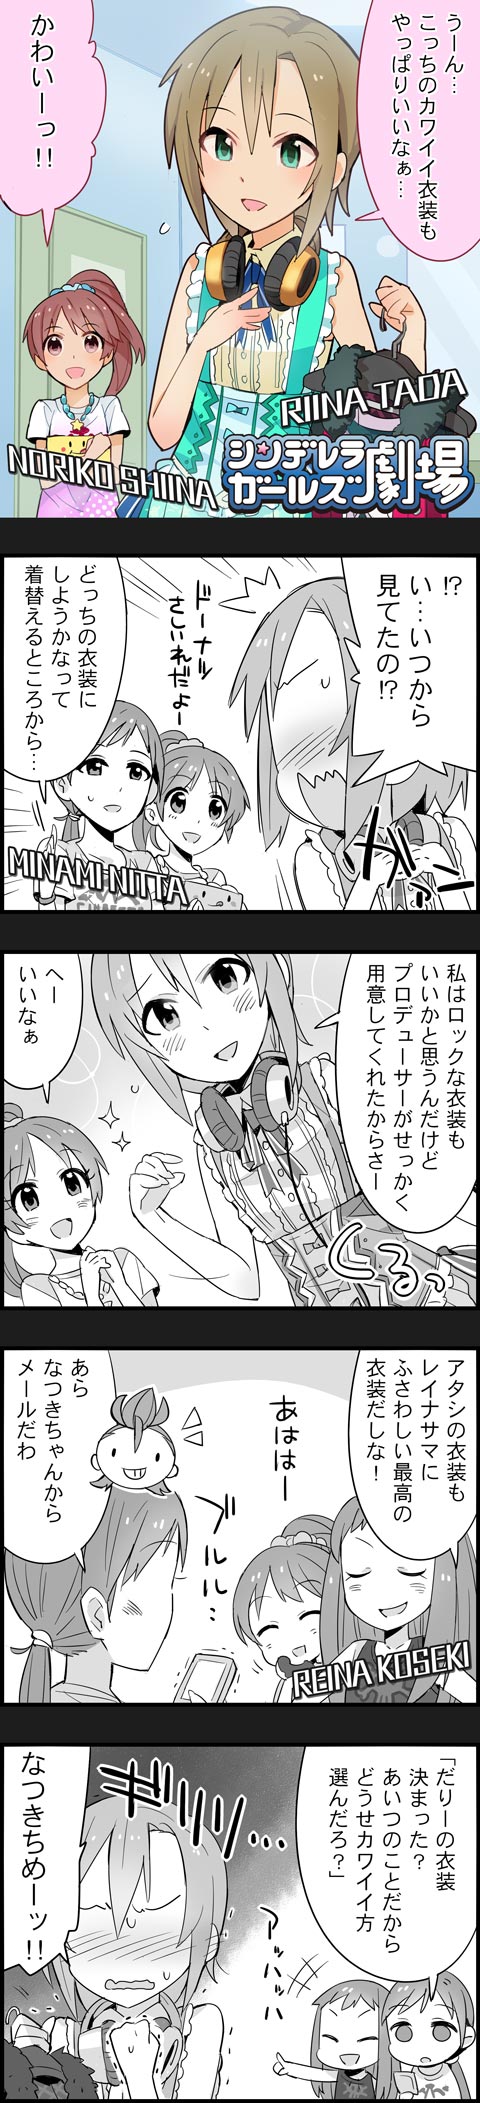 うーん…
こっちのカワイイ衣装も
やっぱりいいなぁ…
かわいーっ!!
RIINA TADA
NORIKO SHIINA
シンデレラ
ガールズ劇場
!?
い…いつから
見てたの!?
ドーナツ
さしいれだよー
どっちの衣装に
しようかなって
着替えるところから…
ガーン
MINAMI NITTA
私はロックな衣装も
いいかと思うんだけど
プロデューサーがせっかく
用意してくれたからさー
へー
いいなぁ
くるっ
アタシの衣装も
レイナサマに
ふさわしい最高の
衣装だしな!
あははー
ブルルル…
あら
なつきちゃんから
メールだわ
REINA KOSEKI
「だりーの衣装
決まった?
あいつのことだから
どうせカワイイ方
選んだろ?」
ギリリ…
アッハッハ
なつきちめーッ!!